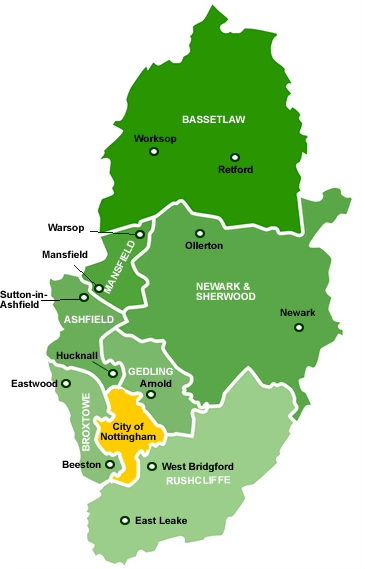 BASSETLAW
Worksop
Retford
Warsop
Ollerton
Mansfield
MANSFIELD
Sutton-in-
Ashfield
NEWARK &
SHERWOOD
ASHFIELD
Newark
Hucknall
GEDLING
Eastwood
Arnold
BROXTOWE
City of
Nottingham
Beeston
West Bridgford
RUSHCLIFFE
East Leake